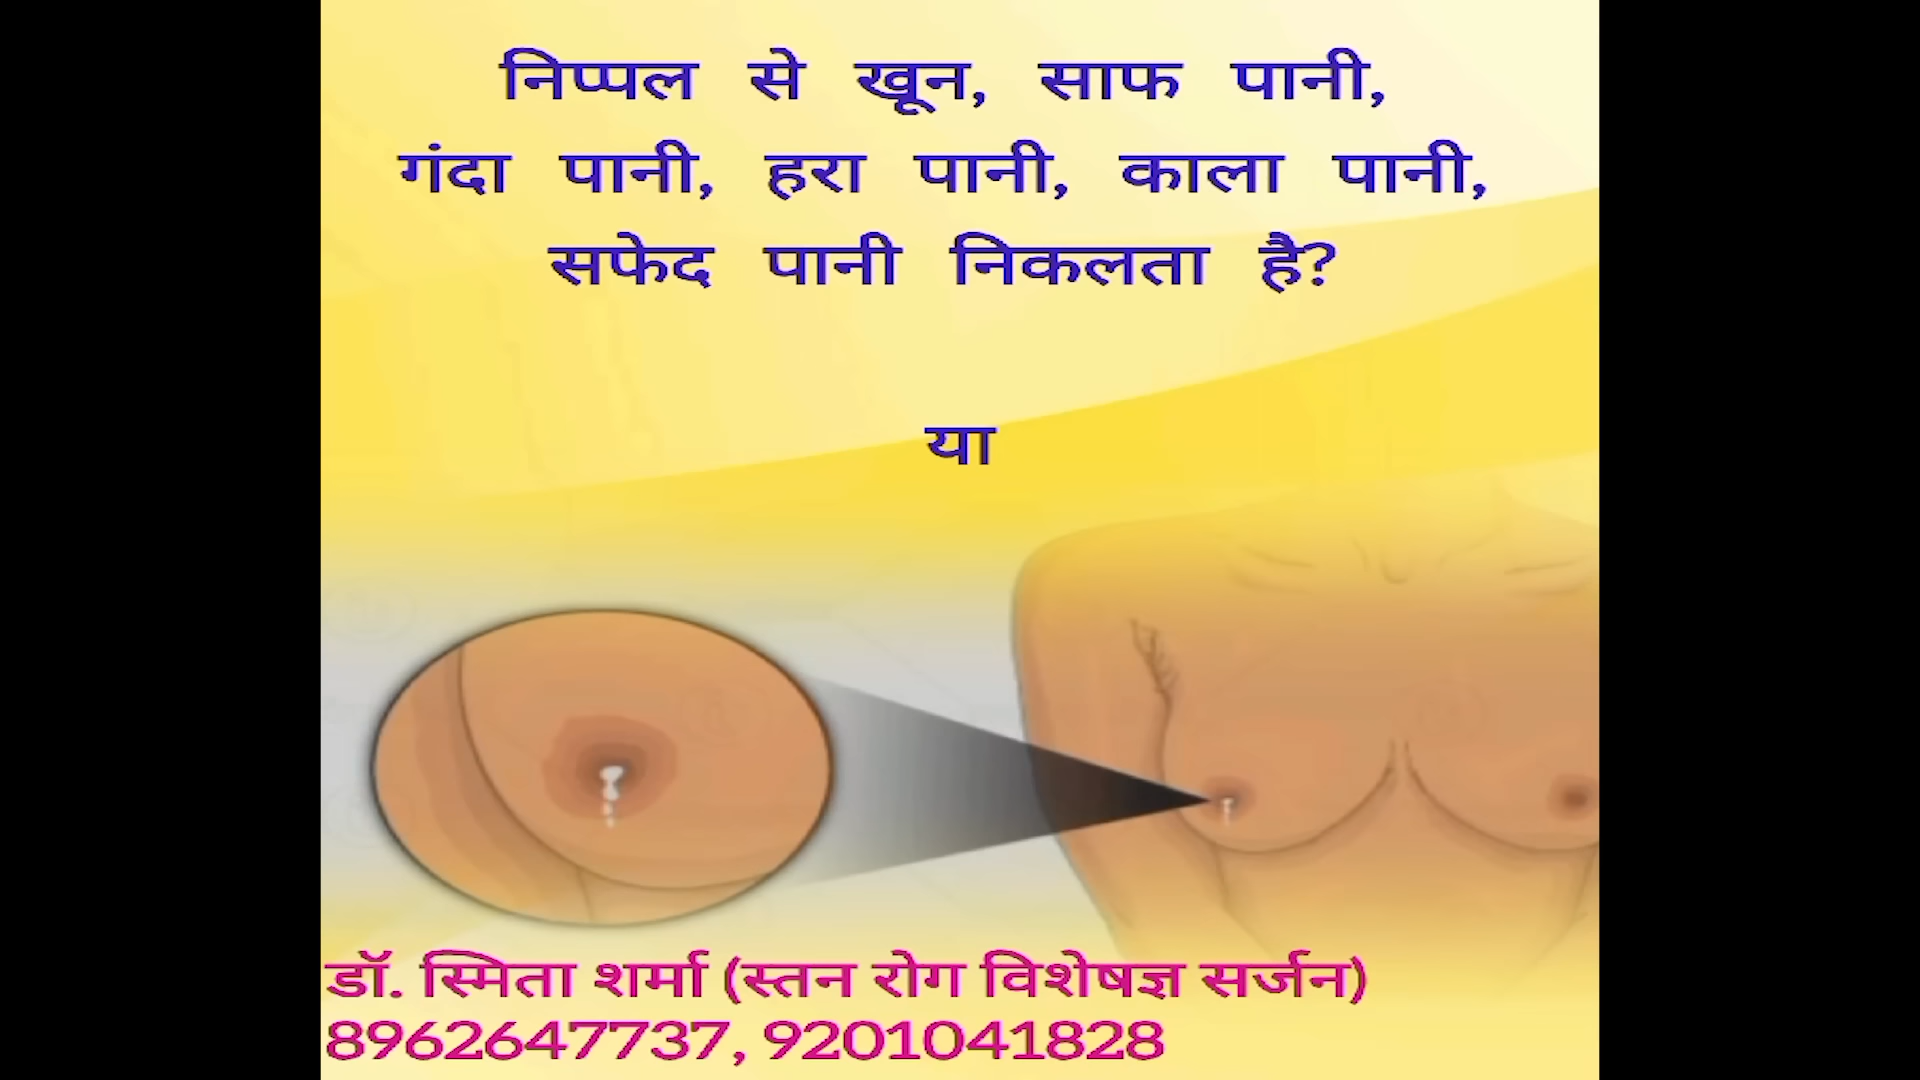 निप्पल से खून, साफ पानी,
गंदा पानी, हरा पानी, काला पानी,
सफेद पानी निकलता है?
या
डॉ. स्मिता शर्मा (स्तन रोग विशेषज्ञ सर्जन)
8962647737, 9201041828